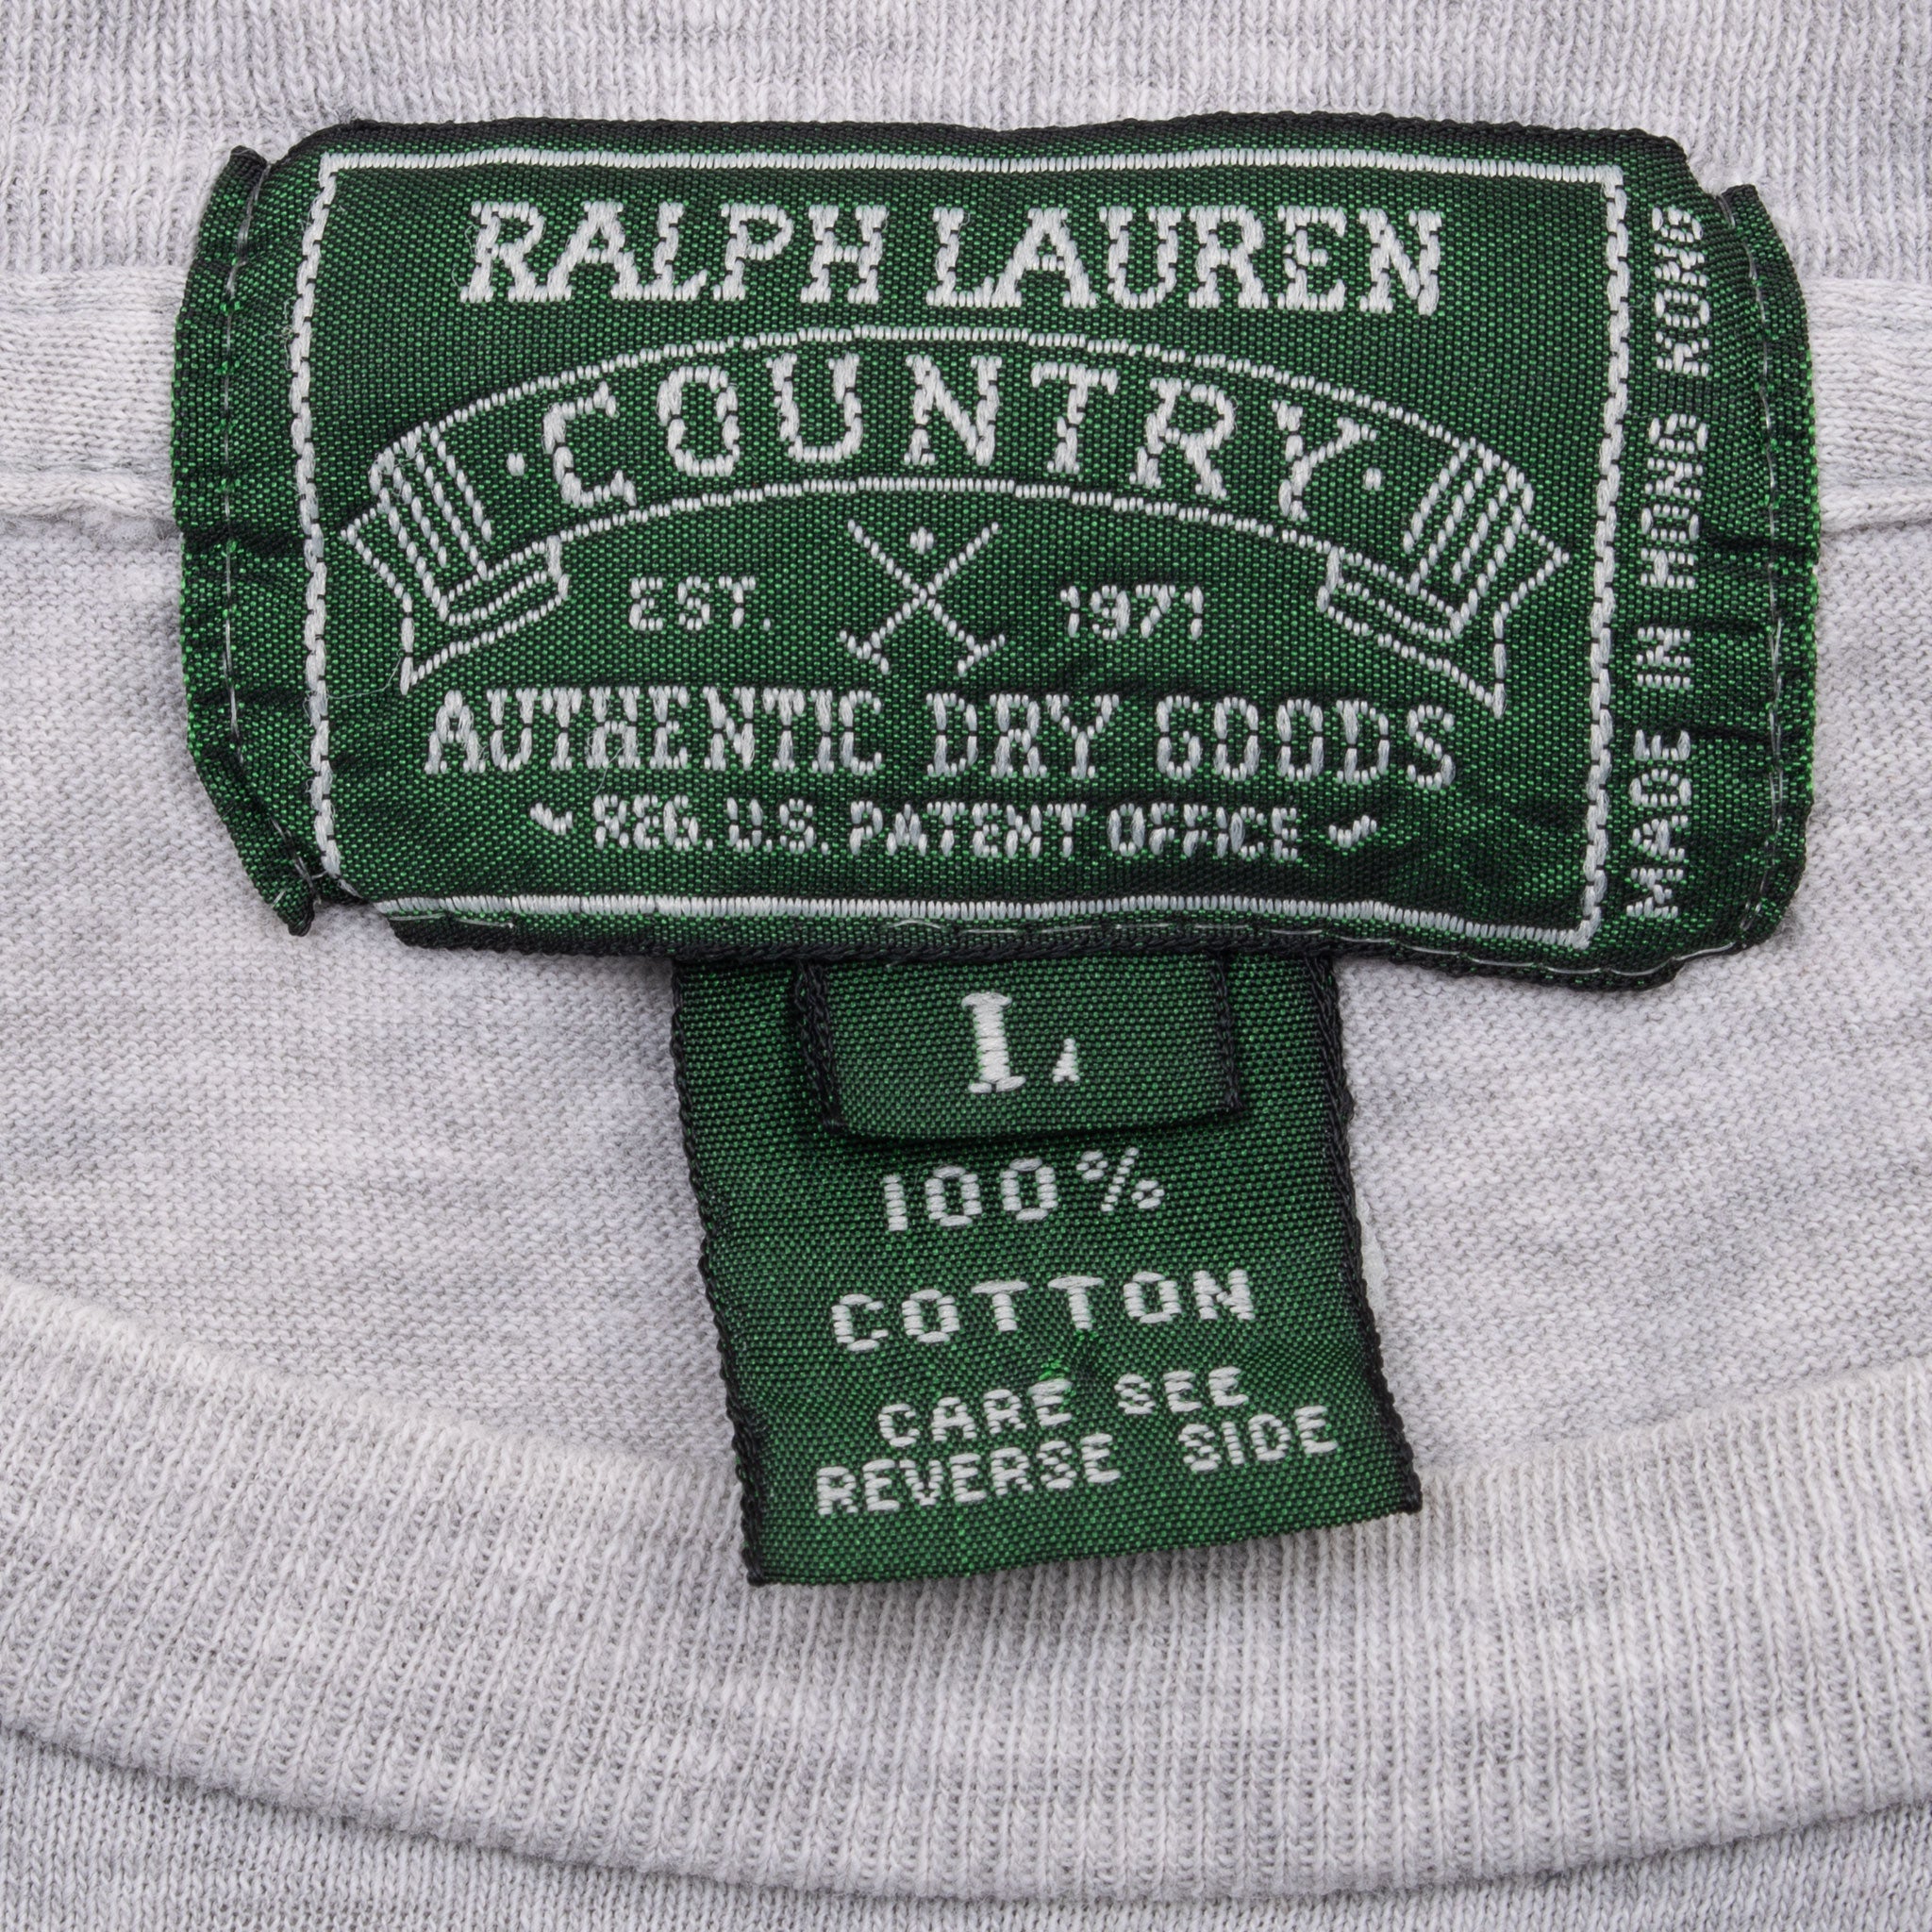 RALPH LAUREN
• COUNTRY •
EST. 1971
AUTHENTIC DRY GOODS
REG. U.S. PATENT OFFICE
MADE IN HONG KONG
L
100%
COTTON
CARE SEE
REVERSE SIDE